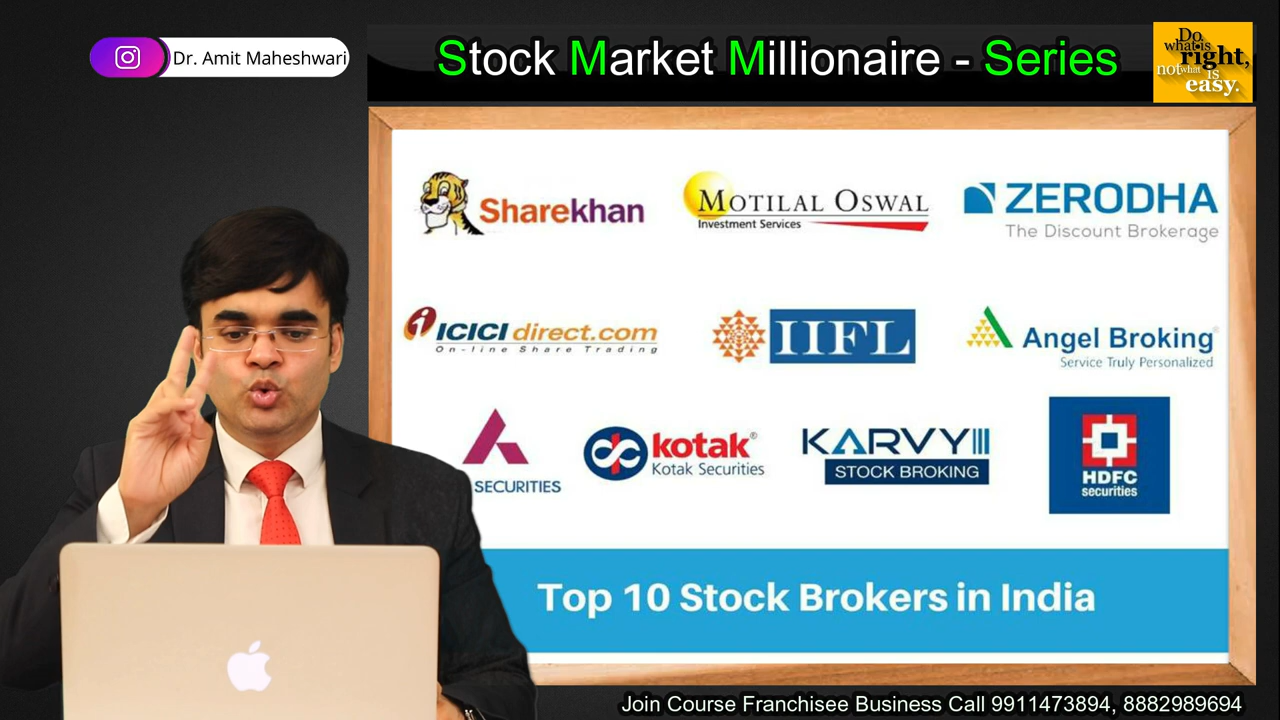 Dr. Amit Maheshwari
Stock Market Millionaire - Series
Do
what is
right,
not what is
easy.
Sharekhan
MOTILAL OSWAL
Investment Services
ZERODHA
The Discount Brokerage
i ICICI direct.com
On-line Share Trading
IIFL
Angel Broking
Service Truly Personalized
SECURITIES
kotak®
Kotak Securities
KARVY
STOCK BROKING
HDFC
securities
Top 10 Stock Brokers in India
Join Course Franchisee Business Call 9911473894, 8882989694